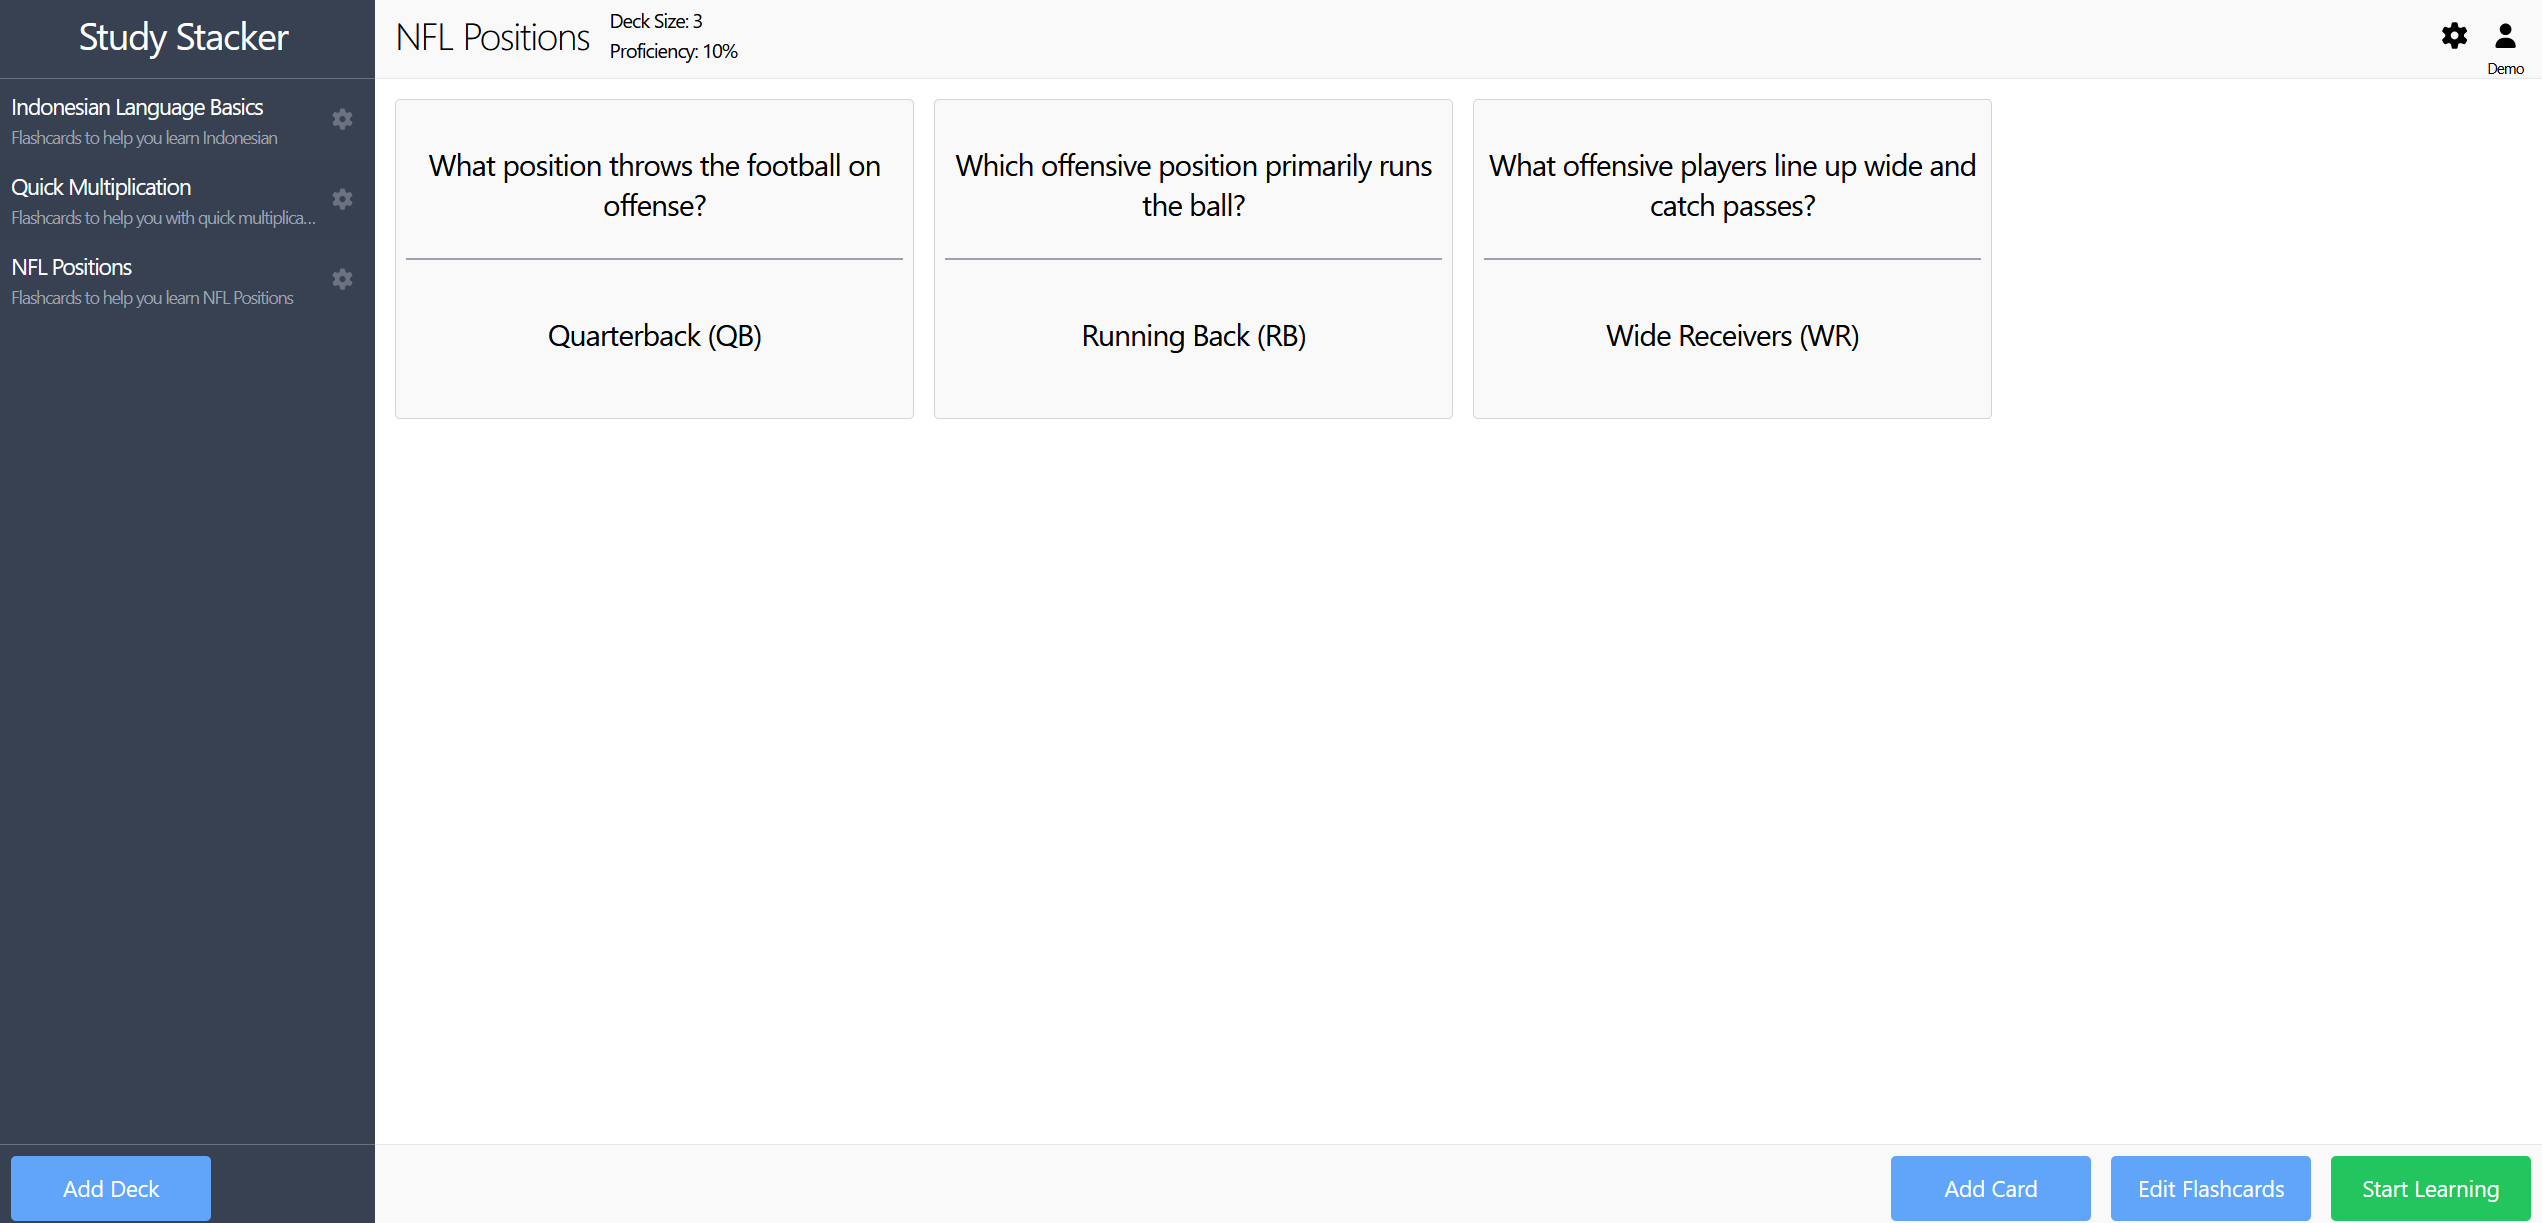 Study Stacker
Indonesian Language Basics
Flashcards to help you learn Indonesian
Quick Multiplication
Flashcards to help you with quick multiplica...
NFL Positions
Flashcards to help you learn NFL Positions
Add Deck
NFL Positions
Deck Size: 3
Proficiency: 10%
Demo
What position throws the football on
offense?
Quarterback (QB)
Which offensive position primarily runs
the ball?
Running Back (RB)
What offensive players line up wide and
catch passes?
Wide Receivers (WR)
Add Card
Edit Flashcards
Start Learning